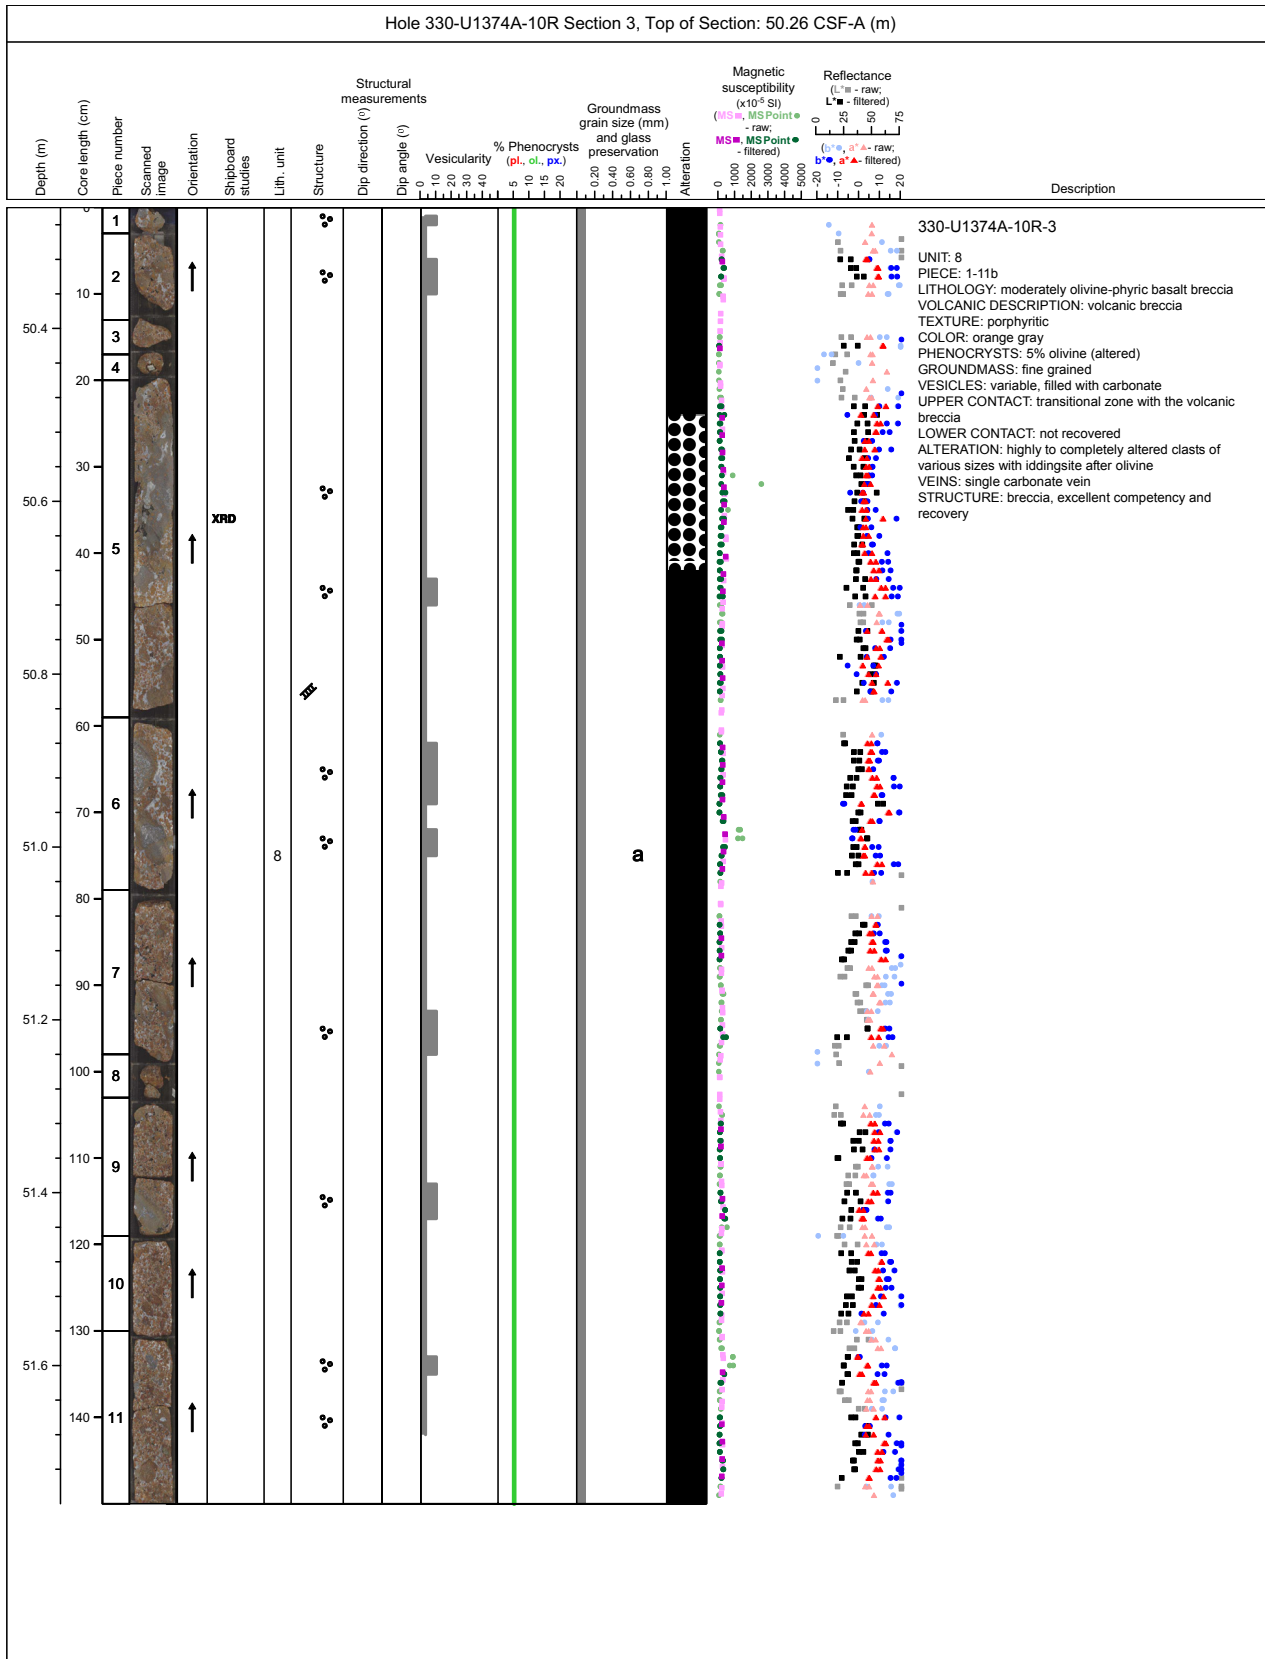 Hole 330-U1374A-10R Section 3, Top of Section: 50.26 CSF-A (m)
Depth (m)
Core length (cm)
Piece number
Scanned
image
Orientation
Shipboard
studies
Lith. unit
Structure
Structural
measurements
Dip direction (º)
Dip angle (º)
Vesicularity
0 10 20 30 40
% Phenocrysts
(pl., ol., px.)
5 10 15 20
Groundmass
grain size (mm)
and glass
preservation
0.20 0.40 0.60 0.80 1.00
Alteration
Magnetic
susceptibility
(x10⁻⁵ SI)
(MS■, MSPoint●
- raw;
MS■, MSPoint●
- filtered)
0 1000 2000 3000 4000 5000
Reflectance
(L*■ - raw;
L*■ - filtered)
0 25 50 75
(b*●, a*▲- raw;
b*●, a*▲- filtered)
-20 -10 0 10 20
Description
0
10
20
30
40
50
60
70
80
90
100
110
120
130
140
50.4
50.6
50.8
51.0
51.2
51.4
51.6
1
2
3
4
5
6
7
8
9
10
11
XRD
8
a
330-U1374A-10R-3
UNIT: 8
PIECE: 1-11b
LITHOLOGY: moderately olivine-phyric basalt breccia
VOLCANIC DESCRIPTION: volcanic breccia
TEXTURE: porphyritic
COLOR: orange gray
PHENOCRYSTS: 5% olivine (altered)
GROUNDMASS: fine grained
VESICLES: variable, filled with carbonate
UPPER CONTACT: transitional zone with the volcanic
breccia
LOWER CONTACT: not recovered
ALTERATION: highly to completely altered clasts of
various sizes with iddingsite after olivine
VEINS: single carbonate vein
STRUCTURE: breccia, excellent competency and
recovery